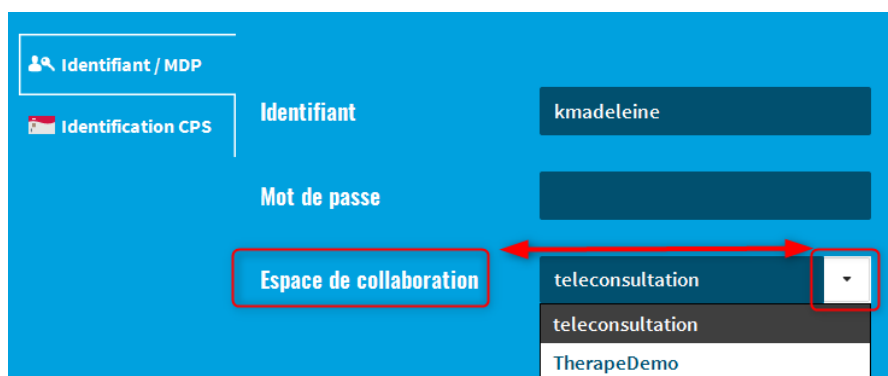 Identifiant / MDP
Identification CPS
Identifiant
kmadeleine
Mot de passe
Espace de collaboration
teleconsultation
teleconsultation
TherapeDemo